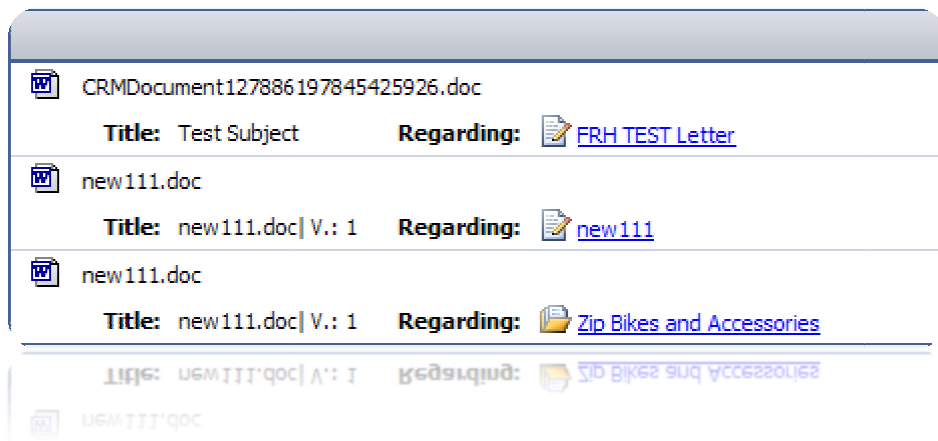 CRMDocument127886197845425926.doc
Title: Test Subject Regarding: FRH TEST Letter
new111.doc
Title: new111.doc| V.: 1 Regarding: new111
new111.doc
Title: new111.doc| V.: 1 Regarding: Zip Bikes and Accessories